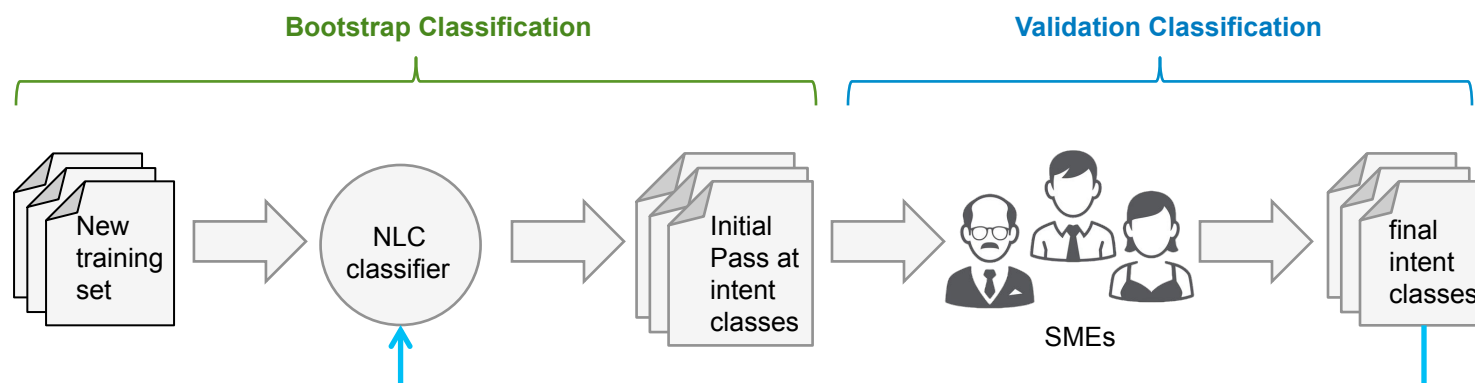 Bootstrap Classification
Validation Classification
New
training
set
NLC
classifier
Initial
Pass at
intent
classes
SMEs
final
intent
classes